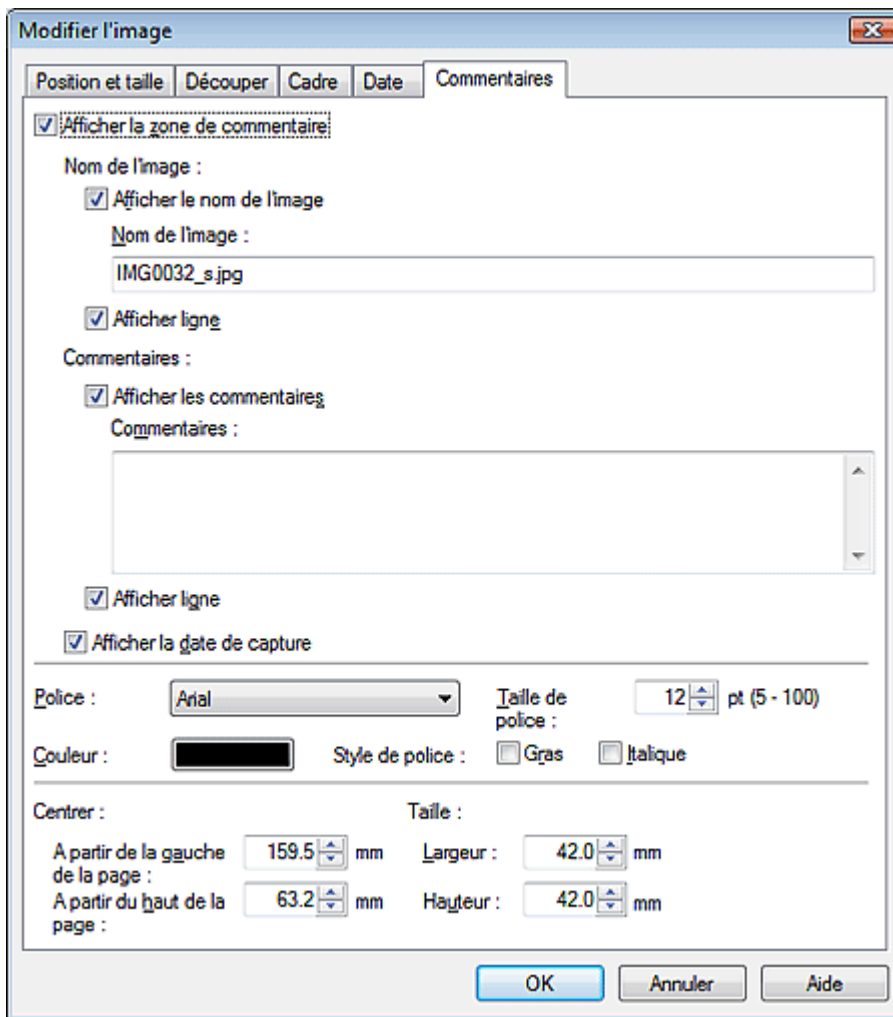 Modifier l'image
Position et taille Découper Cadre Date Commentaires
Afficher la zone de commentaire
Nom de l'image :
Afficher le nom de l'image
Nom de l'image :
IMG0032_s.jpg
Afficher ligne
Commentaires :
Afficher les commentaires
Commentaires :
Afficher ligne
Afficher la date de capture
Police : Arial Taille de police : 12 pt (5 - 100)
Couleur : Style de police : Gras Italique
Centrer : Taille :
A partir de la gauche de la page : 159.5 mm Largeur : 42.0 mm
A partir du haut de la page : 63.2 mm Hauteur : 42.0 mm
OK Annuler Aide